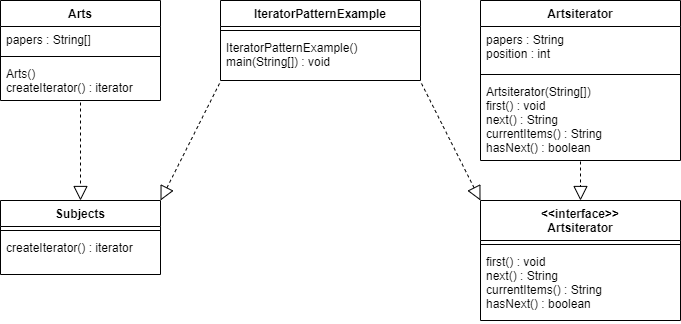 Arts
papers : String[]
Arts()
createIterator() : iterator
IteratorPatternExample
IteratorPatternExample()
main(String[]) : void
Artsiterator
papers : String
position : int
Artsiterator(String[])
first() : void
next() : String
currentItems() : String
hasNext() : boolean
Subjects
createIterator() : iterator
<<interface>>
Artsiterator
first() : void
next() : String
currentItems() : String
hasNext() : boolean